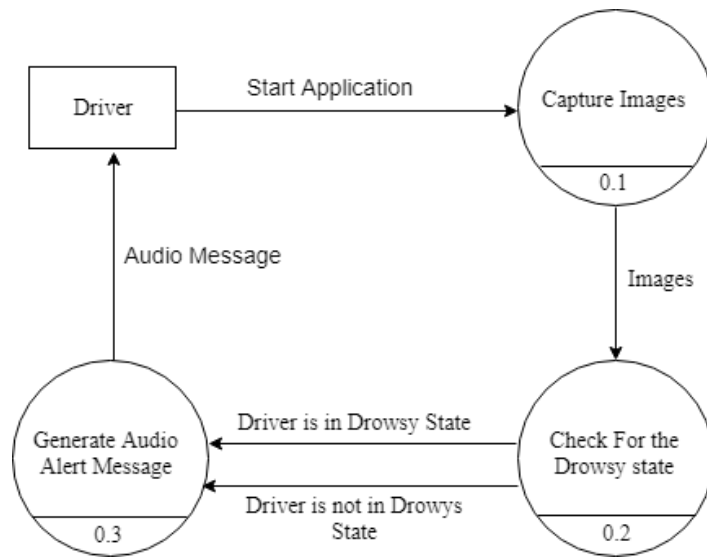 Driver
Start Application
Capture Images
0.1
Audio Message
Images
Generate Audio
Alert Message
0.3
Driver is in Drowsy State
Driver is not in Drowys
State
Check For the
Drowsy state
0.2